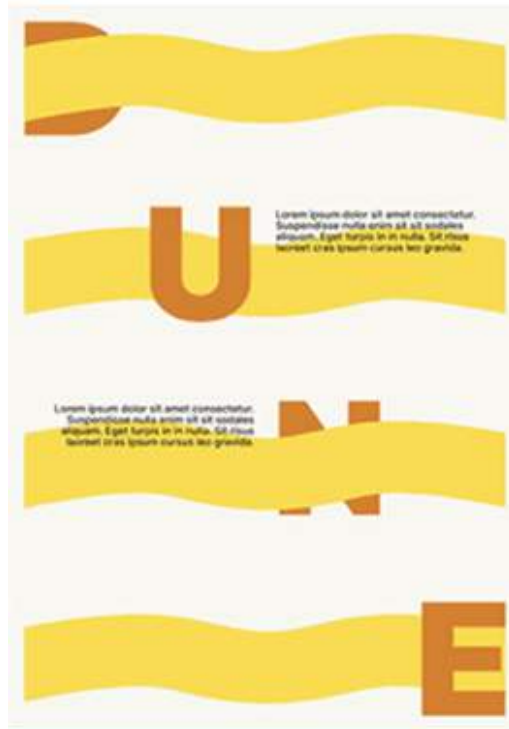 D
U
Lorem ipsum dolor sit amet consectetur.
Suspendisse nulla enim sit sit sodales
aliquam. Eget turpis in in nulla. Sit risus
laoreet cras ipsum cursus leo gravida.
Lorem ipsum dolor sit amet consectetur.
Suspendisse nulla enim sit sit sodales
aliquam. Eget turpis in in nulla. Sit risus
laoreet cras ipsum cursus leo gravida.
N
E